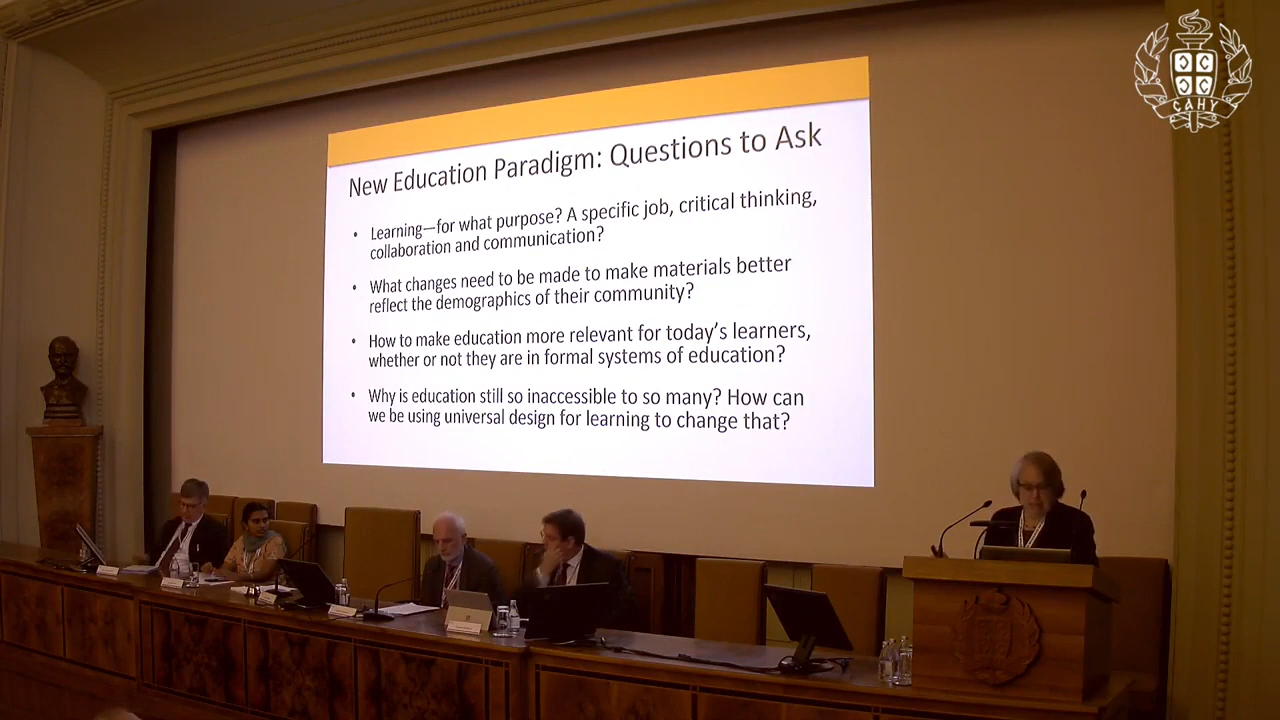 САНУ
New Education Paradigm: Questions to Ask
• Learning—for what purpose? A specific job, critical thinking,
collaboration and communication?
• What changes need to be made to make materials better
reflect the demographics of their community?
• How to make education more relevant for today's learners,
whether or not they are in formal systems of education?
• Why is education still so inaccessible to so many? How can
we be using universal design for learning to change that?